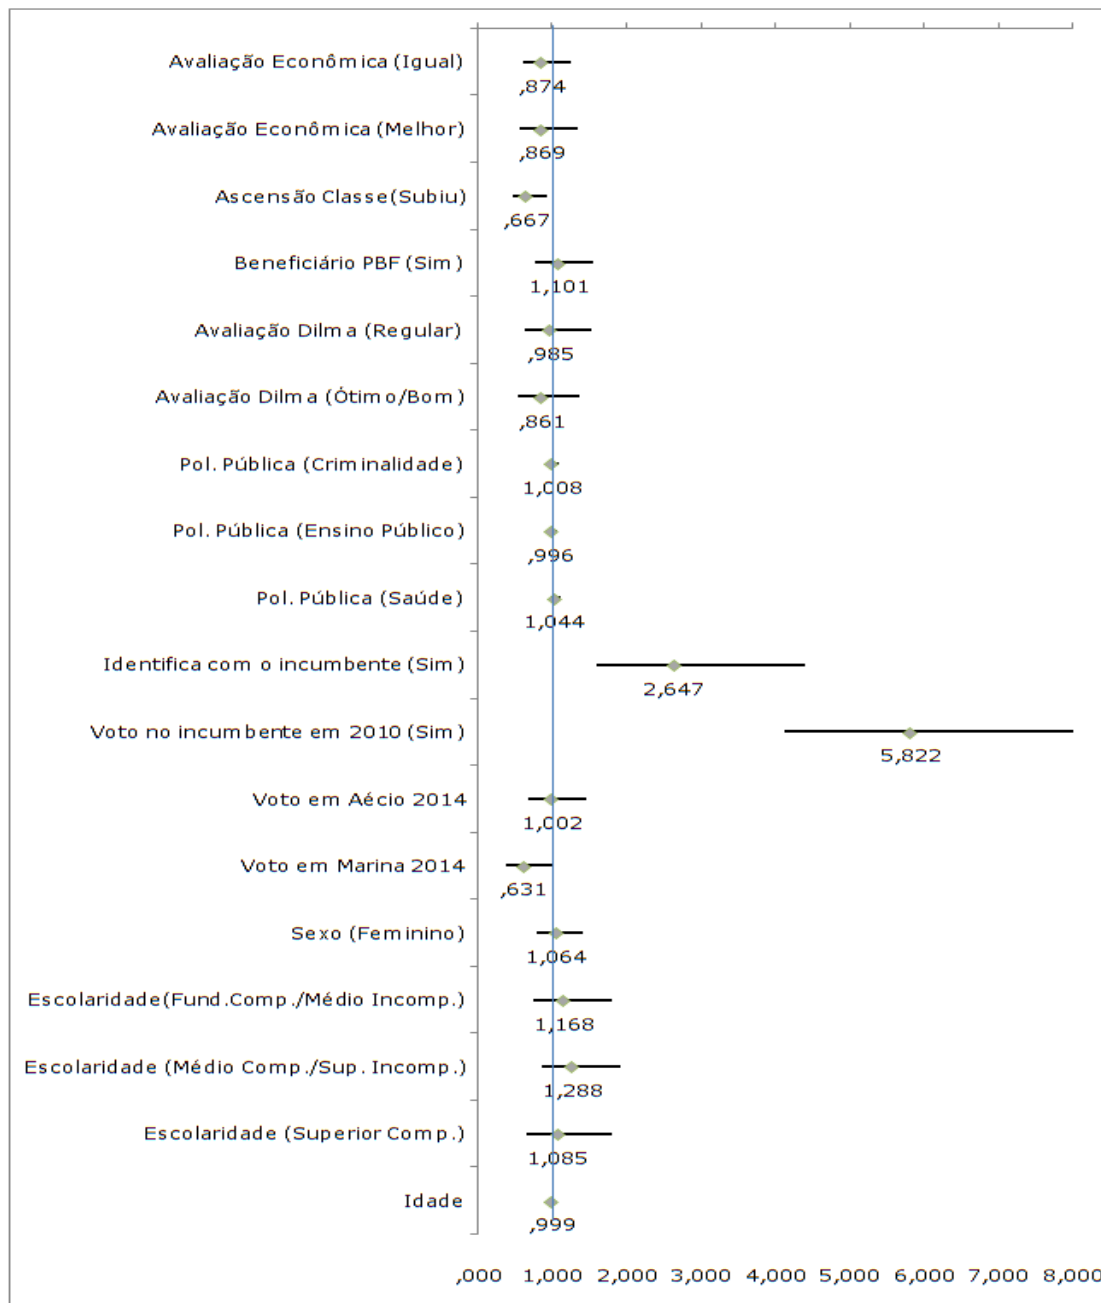 Avaliação Econômica (Igual)
,874
Avaliação Econômica (Melhor)
,869
Ascensão Classe(Subiu)
,667
Beneficiário PBF (Sim)
1,101
Avaliação Dilma (Regular)
,985
Avaliação Dilma (Ótimo/Bom)
,861
Pol. Pública (Criminalidade)
1,008
Pol. Pública (Ensino Público)
,996
Pol. Pública (Saúde)
1,044
Identifica com o incumbente (Sim)
2,647
Voto no incumbente em 2010 (Sim)
5,822
Voto em Aécio 2014
1,002
Voto em Marina 2014
,631
Sexo (Feminino)
1,064
Escolaridade(Fund.Comp./Médio Incomp.)
1,168
Escolaridade (Médio Comp./Sup. Incomp.)
1,288
Escolaridade (Superior Comp.)
1,085
Idade
,999
,000 1,000 2,000 3,000 4,000 5,000 6,000 7,000 8,000